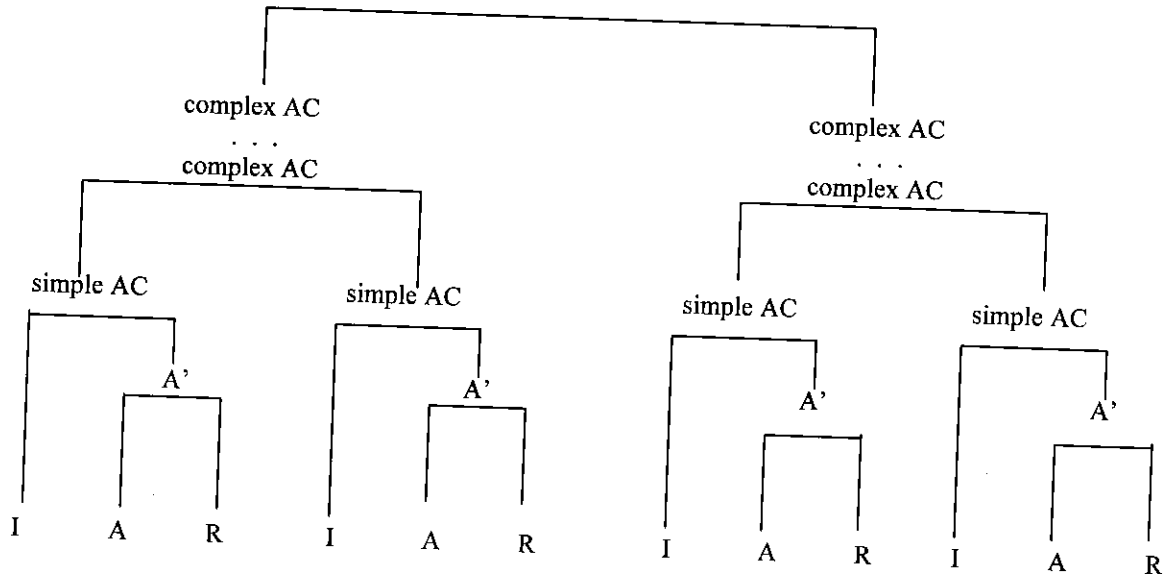 complex AC
complex AC
. . .
. . .
complex AC
complex AC
simple AC simple AC simple AC simple AC
A’ A’ A’ A’
I A R I A R I A R I A R